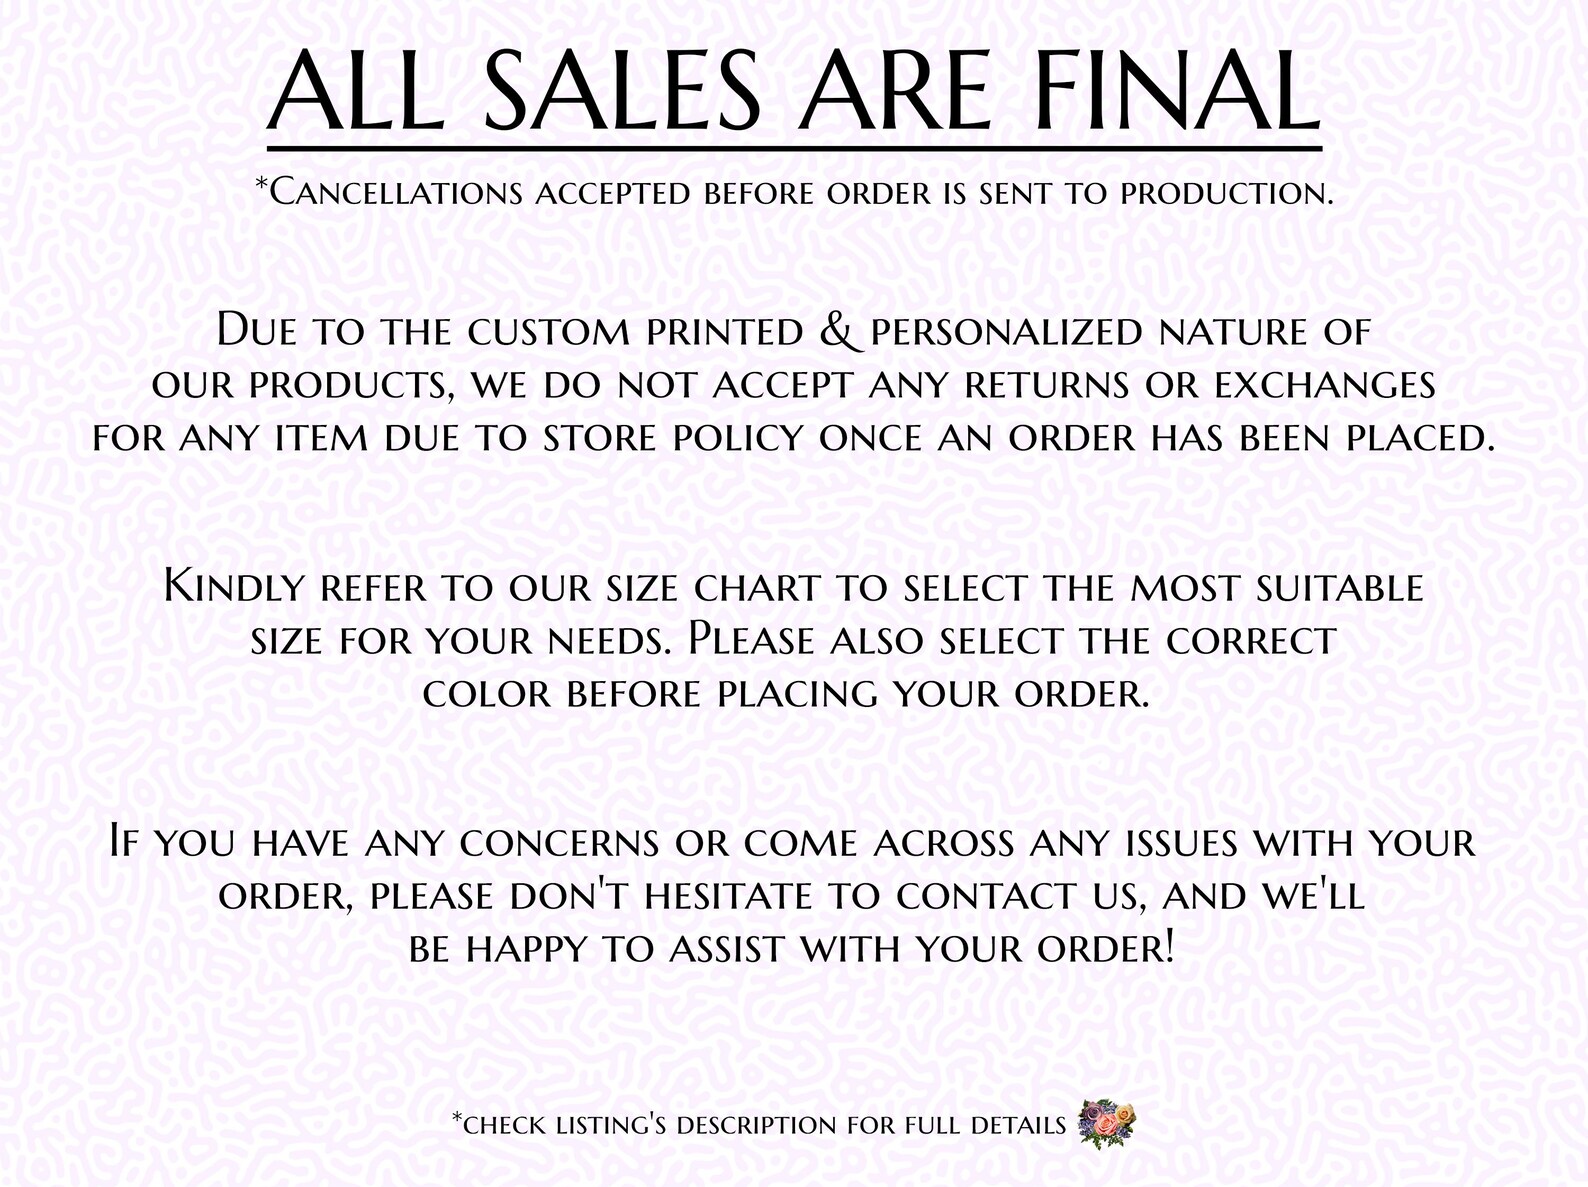 ALL SALES ARE FINAL
*Cancellations accepted before order is sent to production.
Due to the custom printed & personalized nature of
our products, we do not accept any returns or exchanges
for any item due to store policy once an order has been placed.
Kindly refer to our size chart to select the most suitable
size for your needs. Please also select the correct
color before placing your order.
If you have any concerns or come across any issues with your
order, please don't hesitate to contact us, and we'll
be happy to assist with your order!
*check listing's description for full details